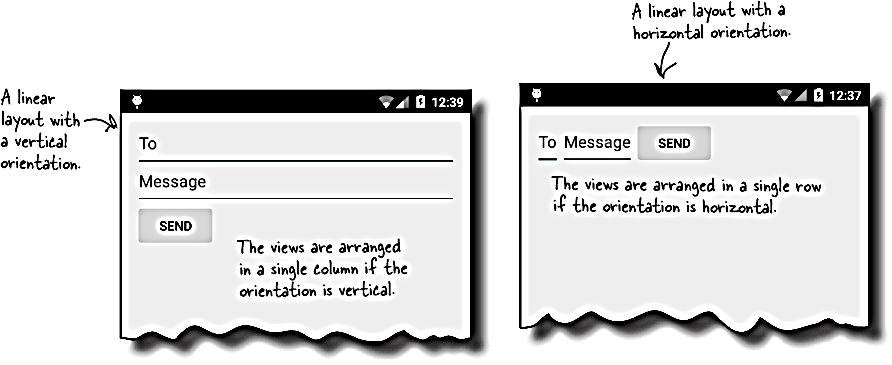 A linear layout with a
horizontal orientation.
A linear
layout with
a vertical
orientation.
12:39
To
Message
SEND
The views are arranged
in a single column if the
orientation is vertical.
12:37
To Message SEND
The views are arranged in a single row
if the orientation is horizontal.